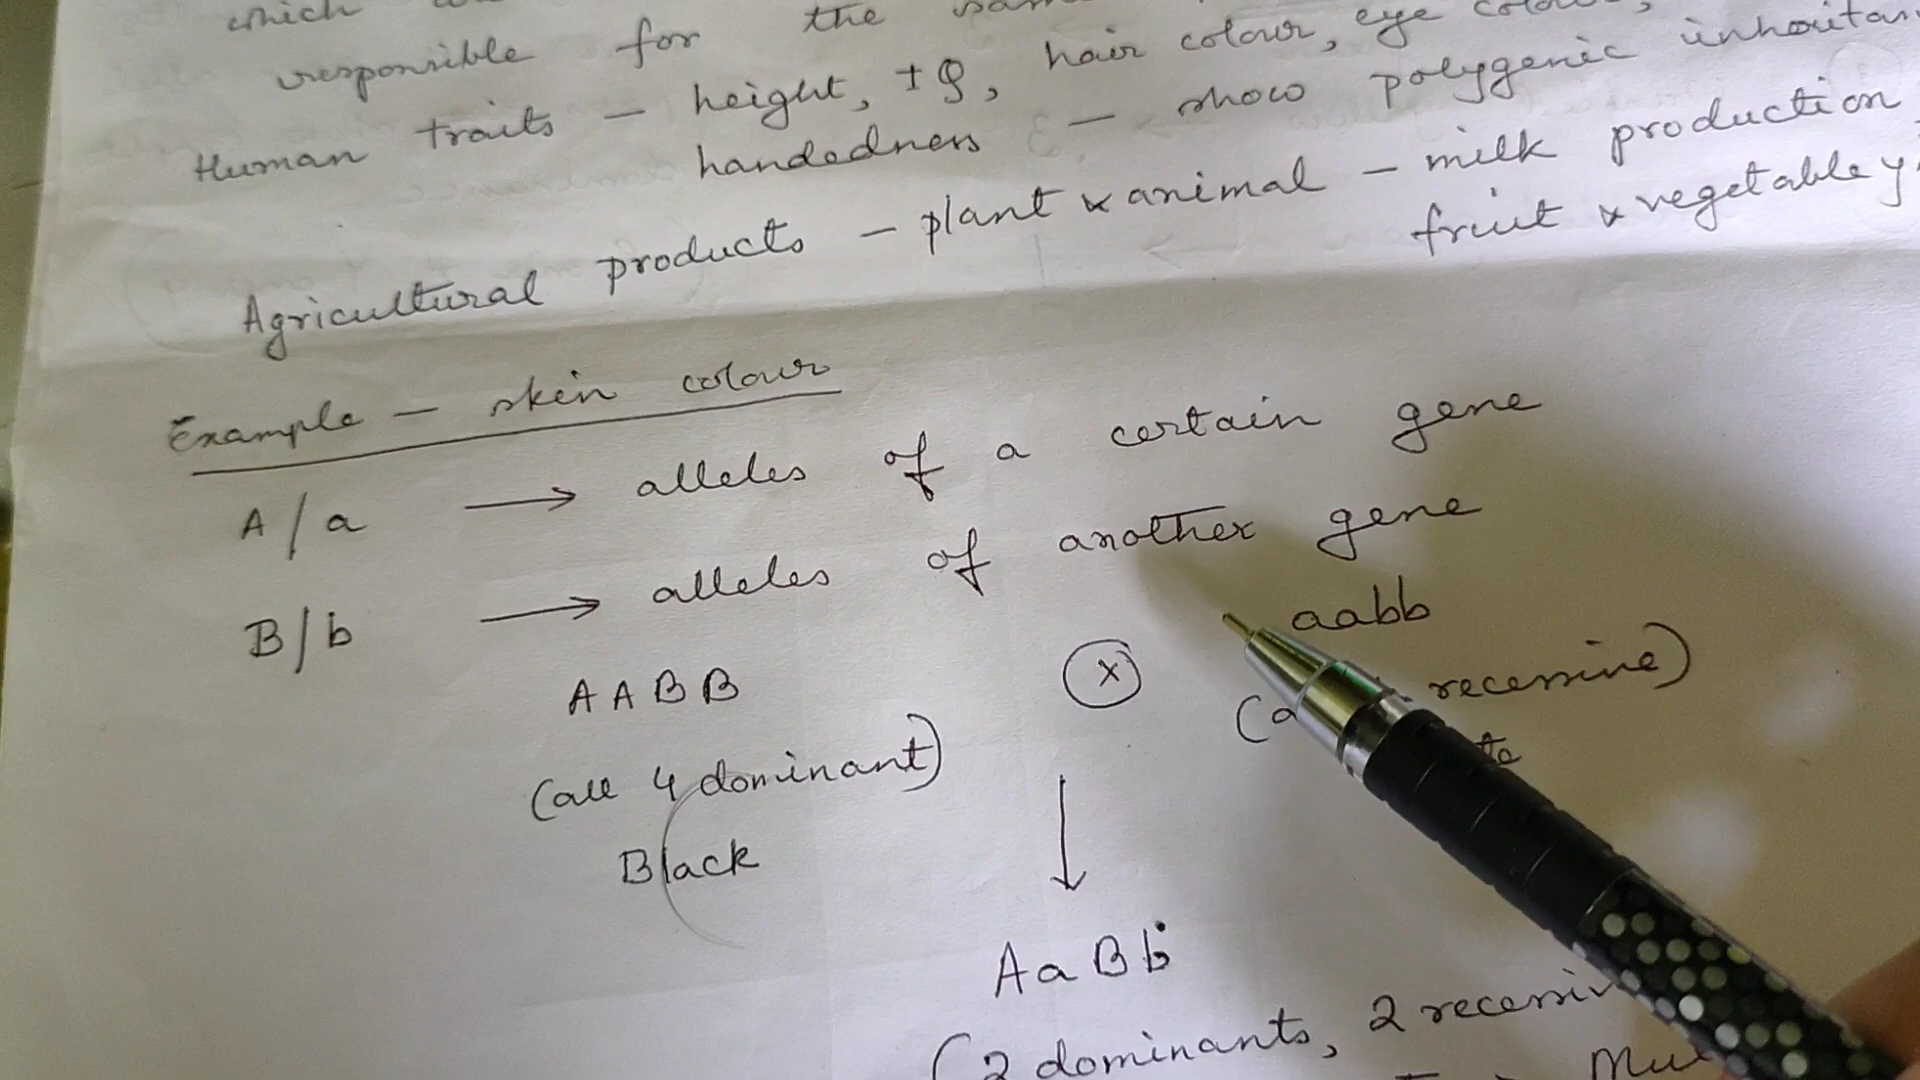 which
responsible for the
Human traits — height, IQ, hair colour, eye colour,
handedness — show polygenic
Agricultural products — plant & animal — milk production,
fruit & vegetable
Example — skin colour
A/a → alleles of a certain gene
B/b → alleles of another gene
AABB ⓧ aabb
(all 4 dominant) recessive)
Black
↓
AaBb
(2 dominants, 2